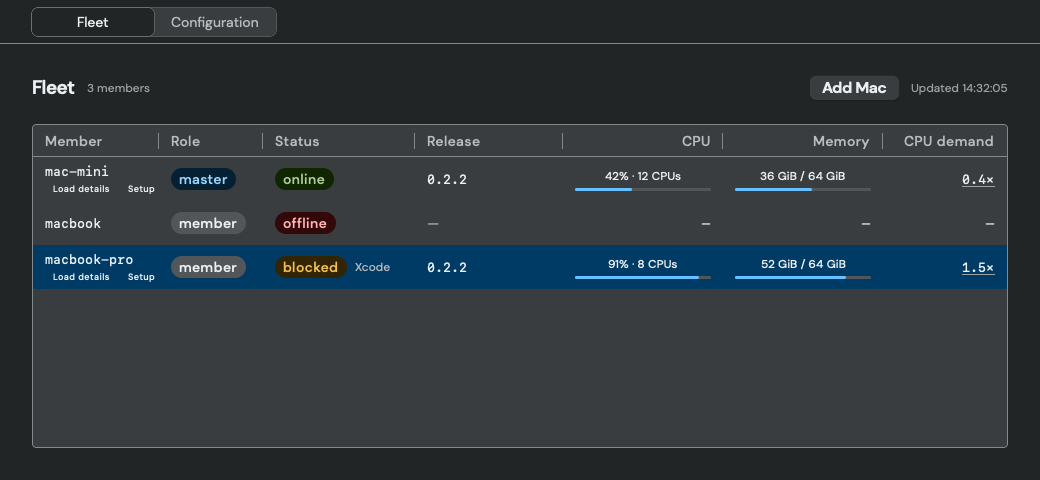 Fleet Configuration
Fleet 3 members Add Mac Updated 14:32:05
Member Role Status Release CPU Memory CPU demand
mac-mini master online 0.2.2 42% · 12 CPUs 36 GiB / 64 GiB 0.4×
Load details Setup
macbook member offline — — — —
macbook-pro member blocked Xcode 0.2.2 91% · 8 CPUs 52 GiB / 64 GiB 1.5×
Load details Setup